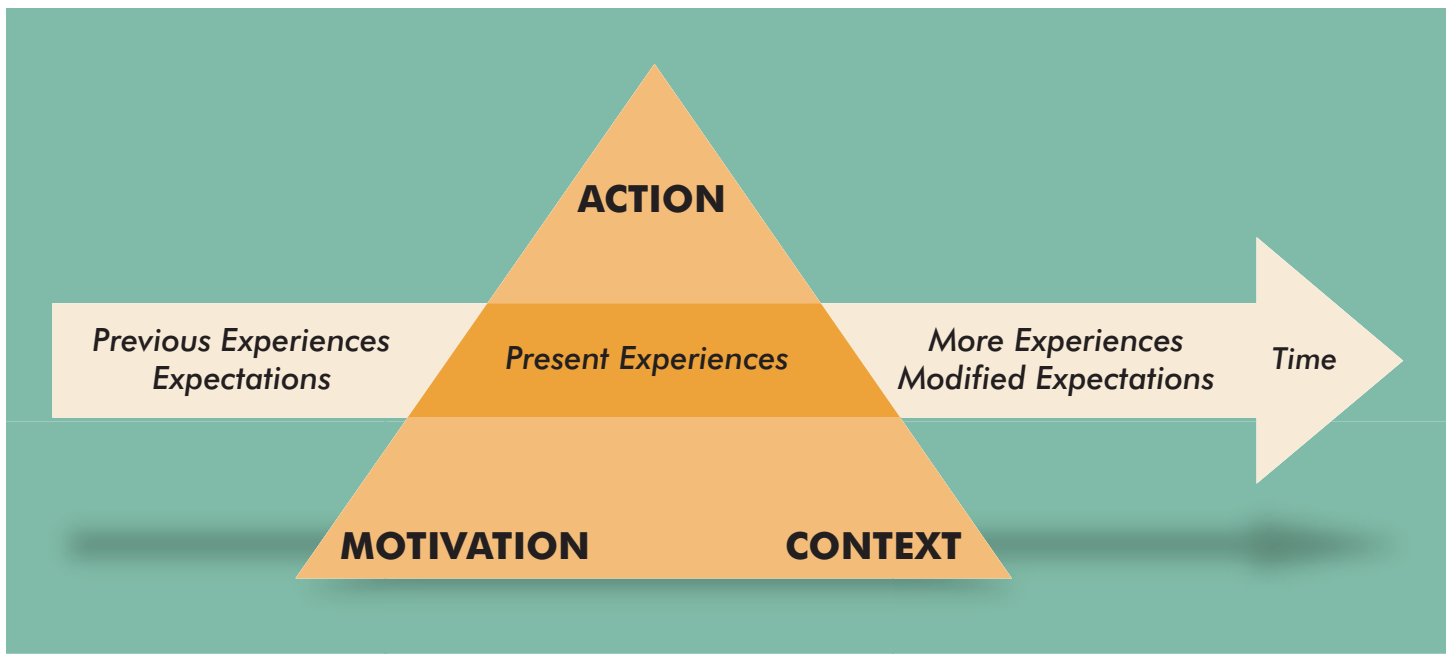 ACTION
Previous Experiences
Expectations
Present Experiences
More Experiences
Modified Expectations
Time
MOTIVATION
CONTEXT